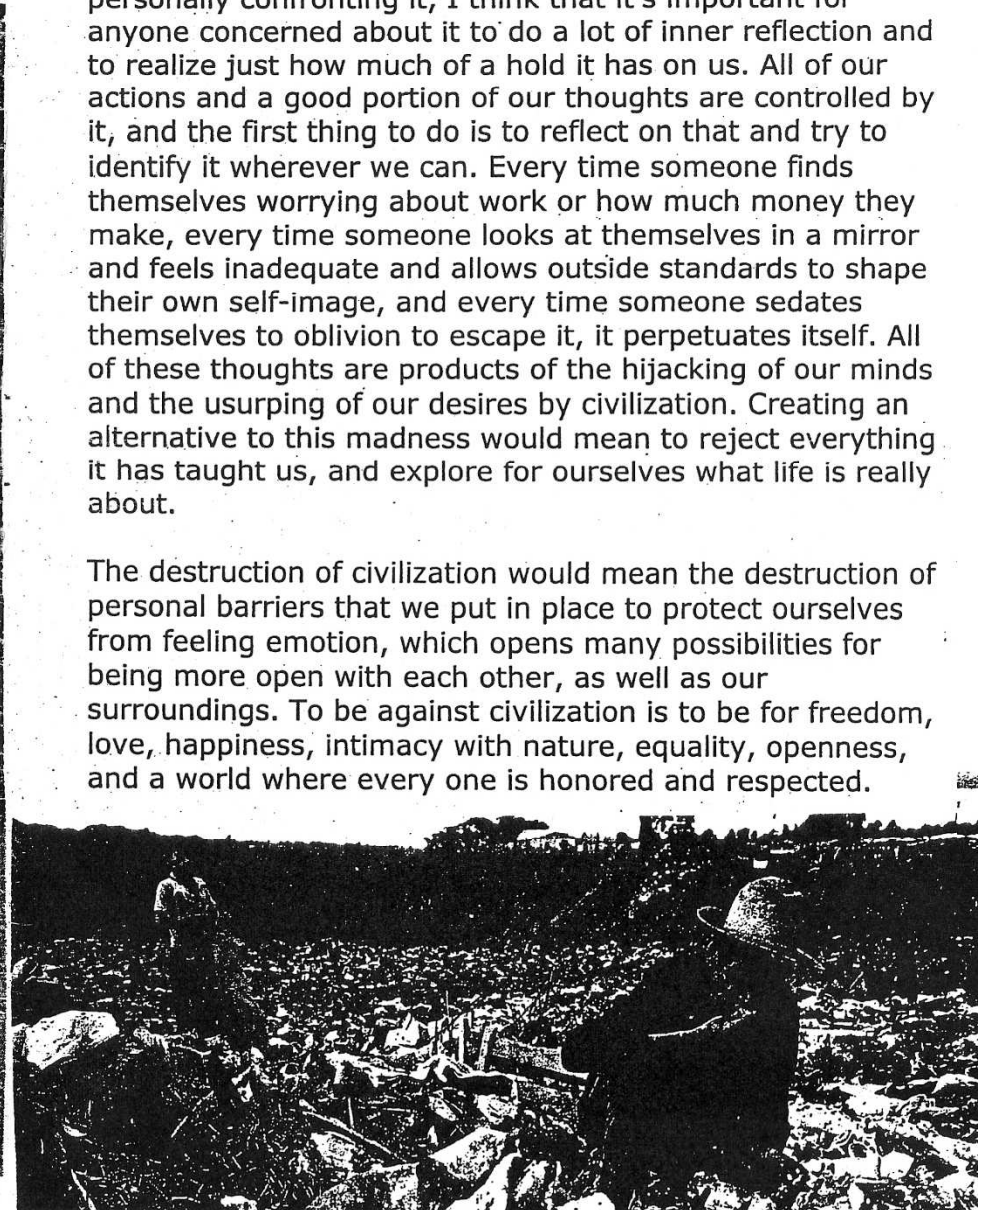 personally confronting it, I think that it's important for
anyone concerned about it to do a lot of inner reflection and
to realize just how much of a hold it has on us. All of our
actions and a good portion of our thoughts are controlled by
it, and the first thing to do is to reflect on that and try to
identify it wherever we can. Every time someone finds
themselves worrying about work or how much money they
make, every time someone looks at themselves in a mirror
and feels inadequate and allows outside standards to shape
their own self-image, and every time someone sedates
themselves to oblivion to escape it, it perpetuates itself. All
of these thoughts are products of the hijacking of our minds
and the usurping of our desires by civilization. Creating an
alternative to this madness would mean to reject everything
it has taught us, and explore for ourselves what life is really
about.
The destruction of civilization would mean the destruction of
personal barriers that we put in place to protect ourselves
from feeling emotion, which opens many possibilities for
being more open with each other, as well as our
surroundings. To be against civilization is to be for freedom,
love, happiness, intimacy with nature, equality, openness,
and a world where every one is honored and respected.